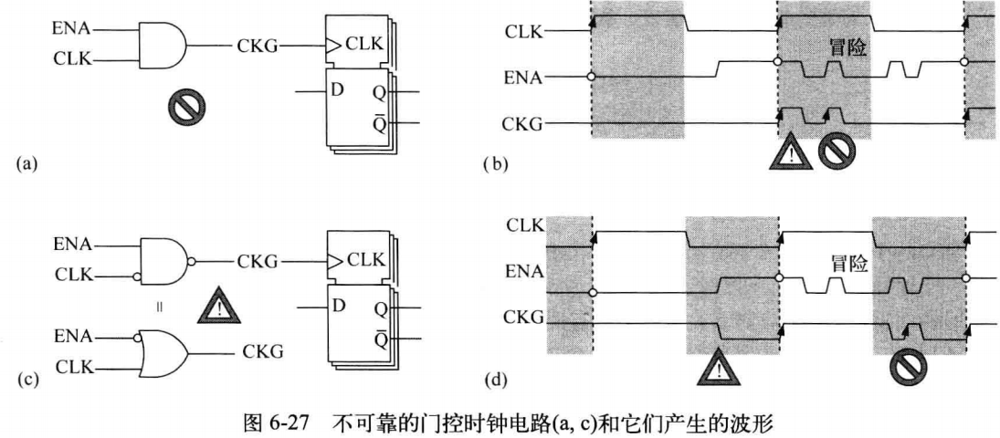 ENA
CLK
CKG
CLK
D
Q
Q̅
(a)
CLK
ENA
CKG
冒险
!
(b)
ENA
CLK
CKG
CLK
=
!
D
Q
Q̅
ENA
CLK
CKG
(c)
CLK
ENA
CKG
冒险
!
(d)
图 6-27 不可靠的门控时钟电路(a, c)和它们产生的波形